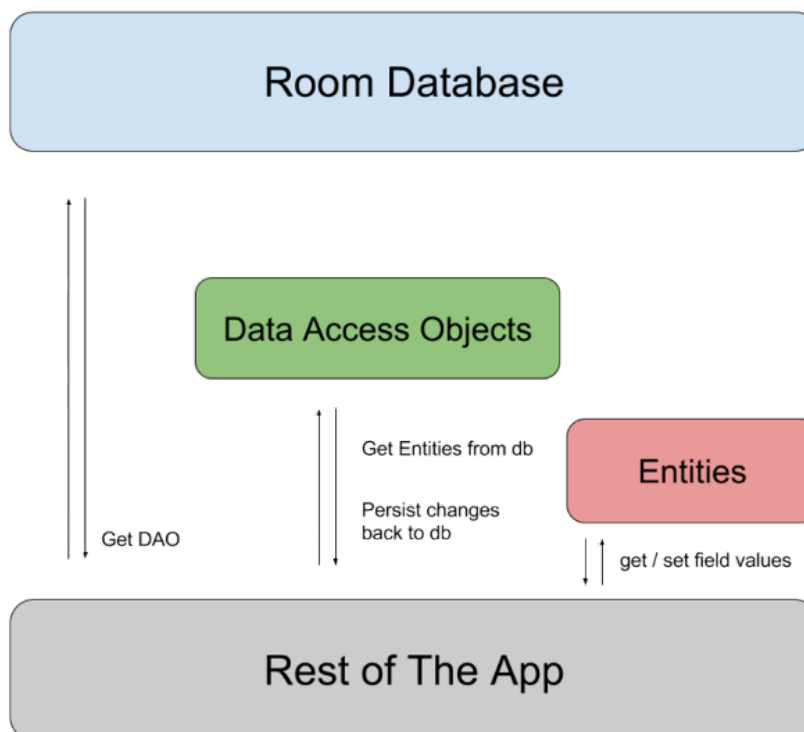 Room Database
Data Access Objects
Get Entities from db
Entities
Persist changes
back to db
Get DAO
get / set field values
Rest of The App